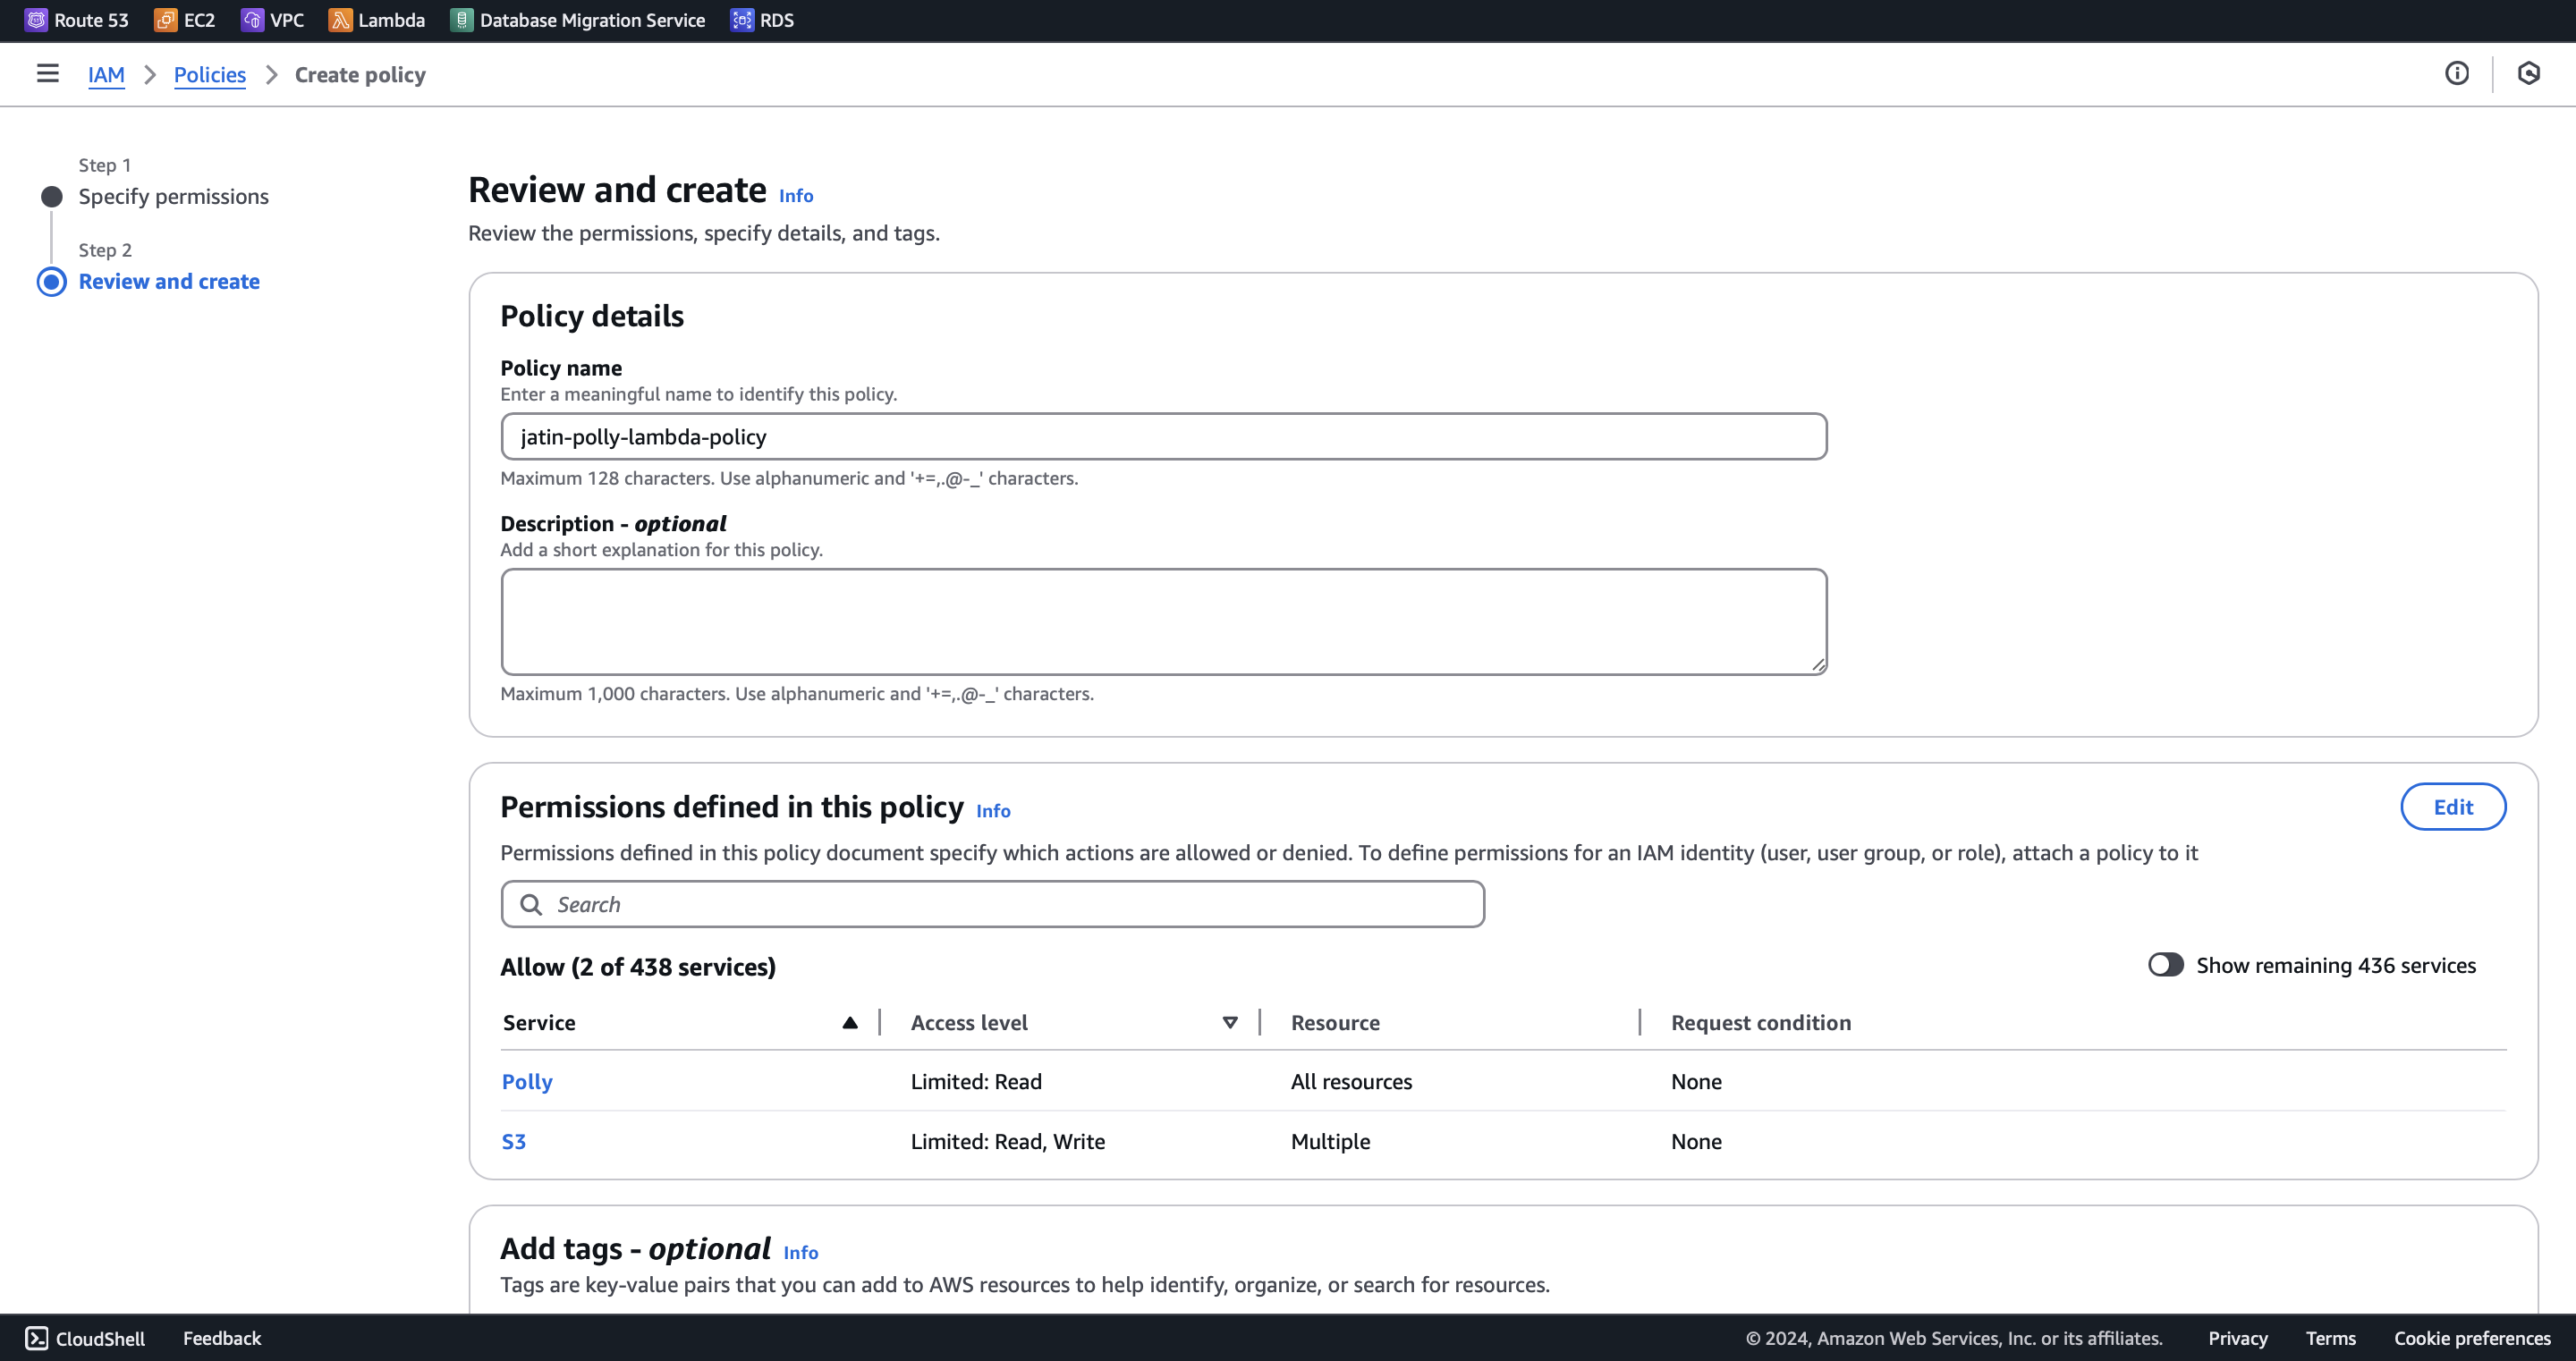 Route 53 EC2 VPC Lambda Database Migration Service RDS
IAM Policies Create policy
Step 1
Specify permissions
Step 2
Review and create
Review and create Info
Review the permissions, specify details, and tags.
Policy details
Policy name
Enter a meaningful name to identify this policy.
jatin-polly-lambda-policy
Maximum 128 characters. Use alphanumeric and '+=,.@-_' characters.
Description - optional
Add a short explanation for this policy.
Maximum 1,000 characters. Use alphanumeric and '+=,.@-_' characters.
Permissions defined in this policy Info
Edit
Permissions defined in this policy document specify which actions are allowed or denied. To define permissions for an IAM identity (user, user group, or role), attach a policy to it
Search
Allow (2 of 438 services)
Show remaining 436 services
Service Access level Resource Request condition
Polly Limited: Read All resources None
S3 Limited: Read, Write Multiple None
Add tags - optional Info
Tags are key-value pairs that you can add to AWS resources to help identify, organize, or search for resources.
CloudShell Feedback © 2024, Amazon Web Services, Inc. or its affiliates. Privacy Terms Cookie preferences